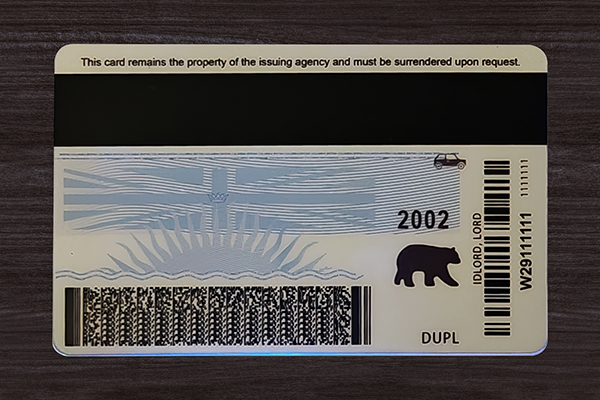 This card remains the property of the issuing agency and must be surrendered upon request.
2002
DUPL
IDLORD, LORD
W29111111
1111111